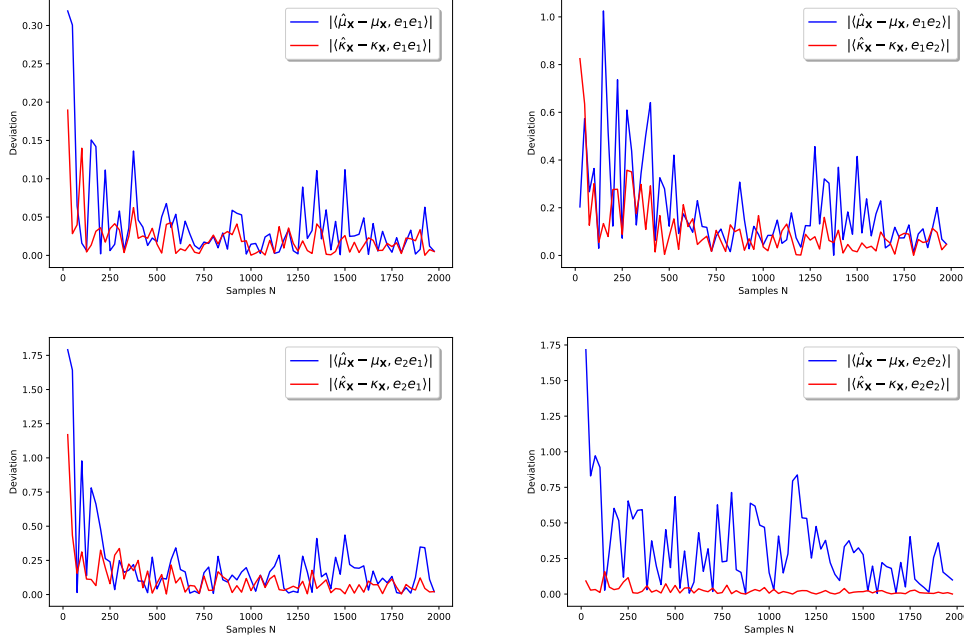 |⟨μ̂_X − μ_X, e₁e₁⟩|
|⟨κ̂_X − κ_X, e₁e₁⟩|
0.30
0.25
0.20
0.15
0.10
0.05
0.00
Deviation
0 250 500 750 1000 1250 1500 1750 2000
Samples N
|⟨μ̂_X − μ_X, e₁e₂⟩|
|⟨κ̂_X − κ_X, e₁e₂⟩|
1.0
0.8
0.6
0.4
0.2
0.0
Deviation
0 250 500 750 1000 1250 1500 1750 2000
Samples N
|⟨μ̂_X − μ_X, e₂e₁⟩|
|⟨κ̂_X − κ_X, e₂e₁⟩|
1.75
1.50
1.25
1.00
0.75
0.50
0.25
0.00
Deviation
0 250 500 750 1000 1250 1500 1750 2000
Samples N
|⟨μ̂_X − μ_X, e₂e₂⟩|
|⟨κ̂_X − κ_X, e₂e₂⟩|
1.75
1.50
1.25
1.00
0.75
0.50
0.25
0.00
Deviation
0 250 500 750 1000 1250 1500 1750 2000
Samples N